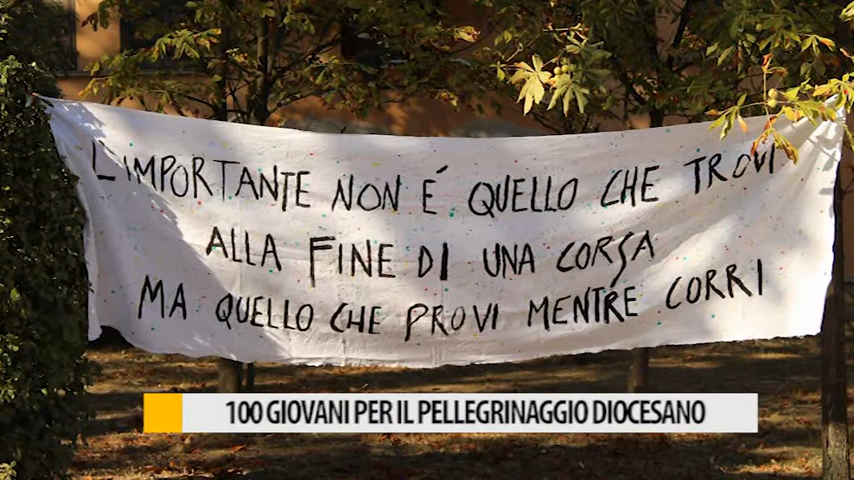 L'IMPORTANTE NON É QUELLO CHE TROVI
ALLA FINE DI UNA CORSA
MA QUELLO CHE PROVI MENTRE CORRI
100 GIOVANI PER IL PELLEGRINAGGIO DIOCESANO